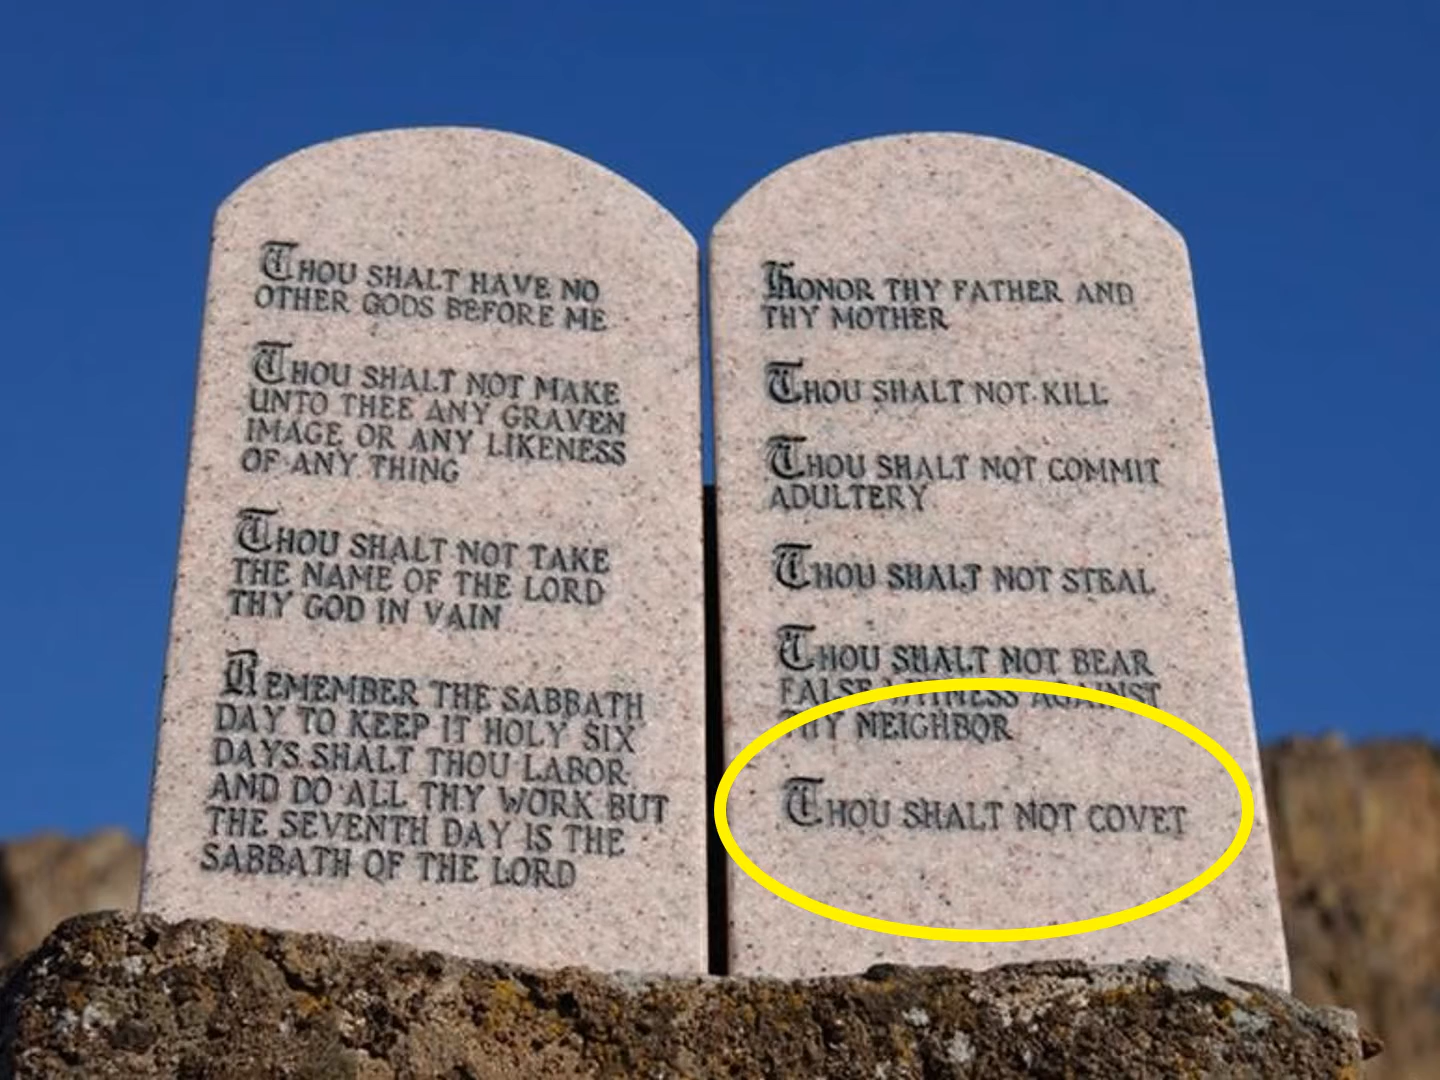 THOU SHALT HAVE NO
OTHER GODS BEFORE ME
THOU SHALT NOT MAKE
UNTO THEE ANY GRAVEN
IMAGE OR ANY LIKENESS
OF ANY THING
THOU SHALT NOT TAKE
THE NAME OF THE LORD
THY GOD IN VAIN
REMEMBER THE SABBATH
DAY TO KEEP IT HOLY SIX
DAYS SHALT THOU LABOR
AND DO ALL THY WORK BUT
THE SEVENTH DAY IS THE
SABBATH OF THE LORD
HONOR THY FATHER AND
THY MOTHER
THOU SHALT NOT KILL
THOU SHALT NOT COMMIT
ADULTERY
THOU SHALT NOT STEAL
THOU SHALT NOT BEAR
FALSE WITNESS AGAINST
THY NEIGHBOR
THOU SHALT NOT COVET